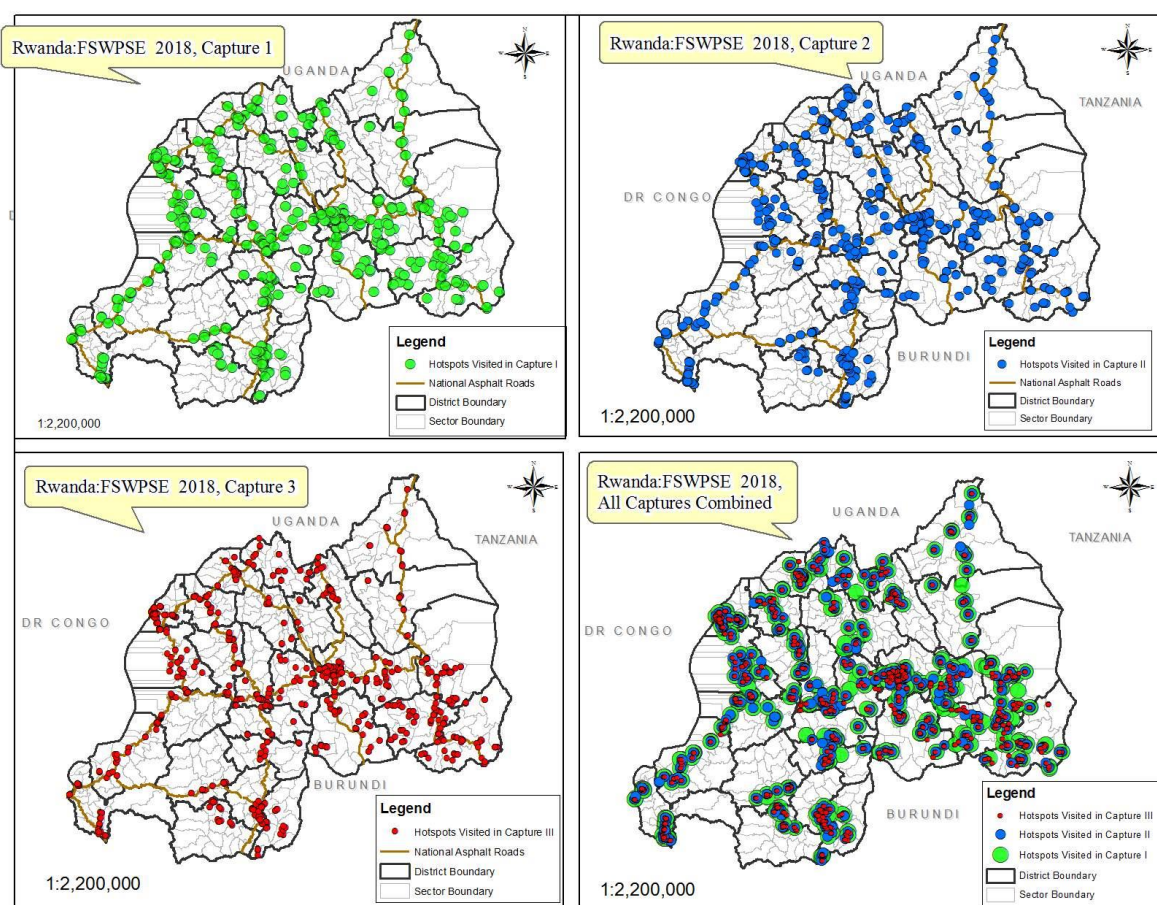 Rwanda:FSWPSE 2018, Capture 1
N
W
E
S
UGANDA
D
Legend
Hotspots Visited in Capture I
National Asphalt Roads
District Boundary
Sector Boundary
1:2,200,000
Rwanda:FSWPSE 2018, Capture 2
N
W
E
S
UGANDA
TANZANIA
DR CONGO
BURUNDI
Legend
Hotspots Visited in Capture II
National Asphalt Roads
District Boundary
Sector Boundary
1:2,200,000
Rwanda:FSWPSE 2018, Capture 3
N
W
E
S
UGANDA
TANZANIA
DR CONGO
BURUNDI
Legend
Hotspots Visited in Capture III
National Asphalt Roads
District Boundary
Sector Boundary
1:2,200,000
Rwanda:FSWPSE 2018,
All Captures Combined
N
W
E
S
UGANDA
TANZANIA
DR CONGO
BURUNDI
Legend
Hotspots Visited in Capture III
Hotspots Visited in Capture II
Hotspots Visited in Capture I
District Boundary
Sector Boundary
1:2,200,000